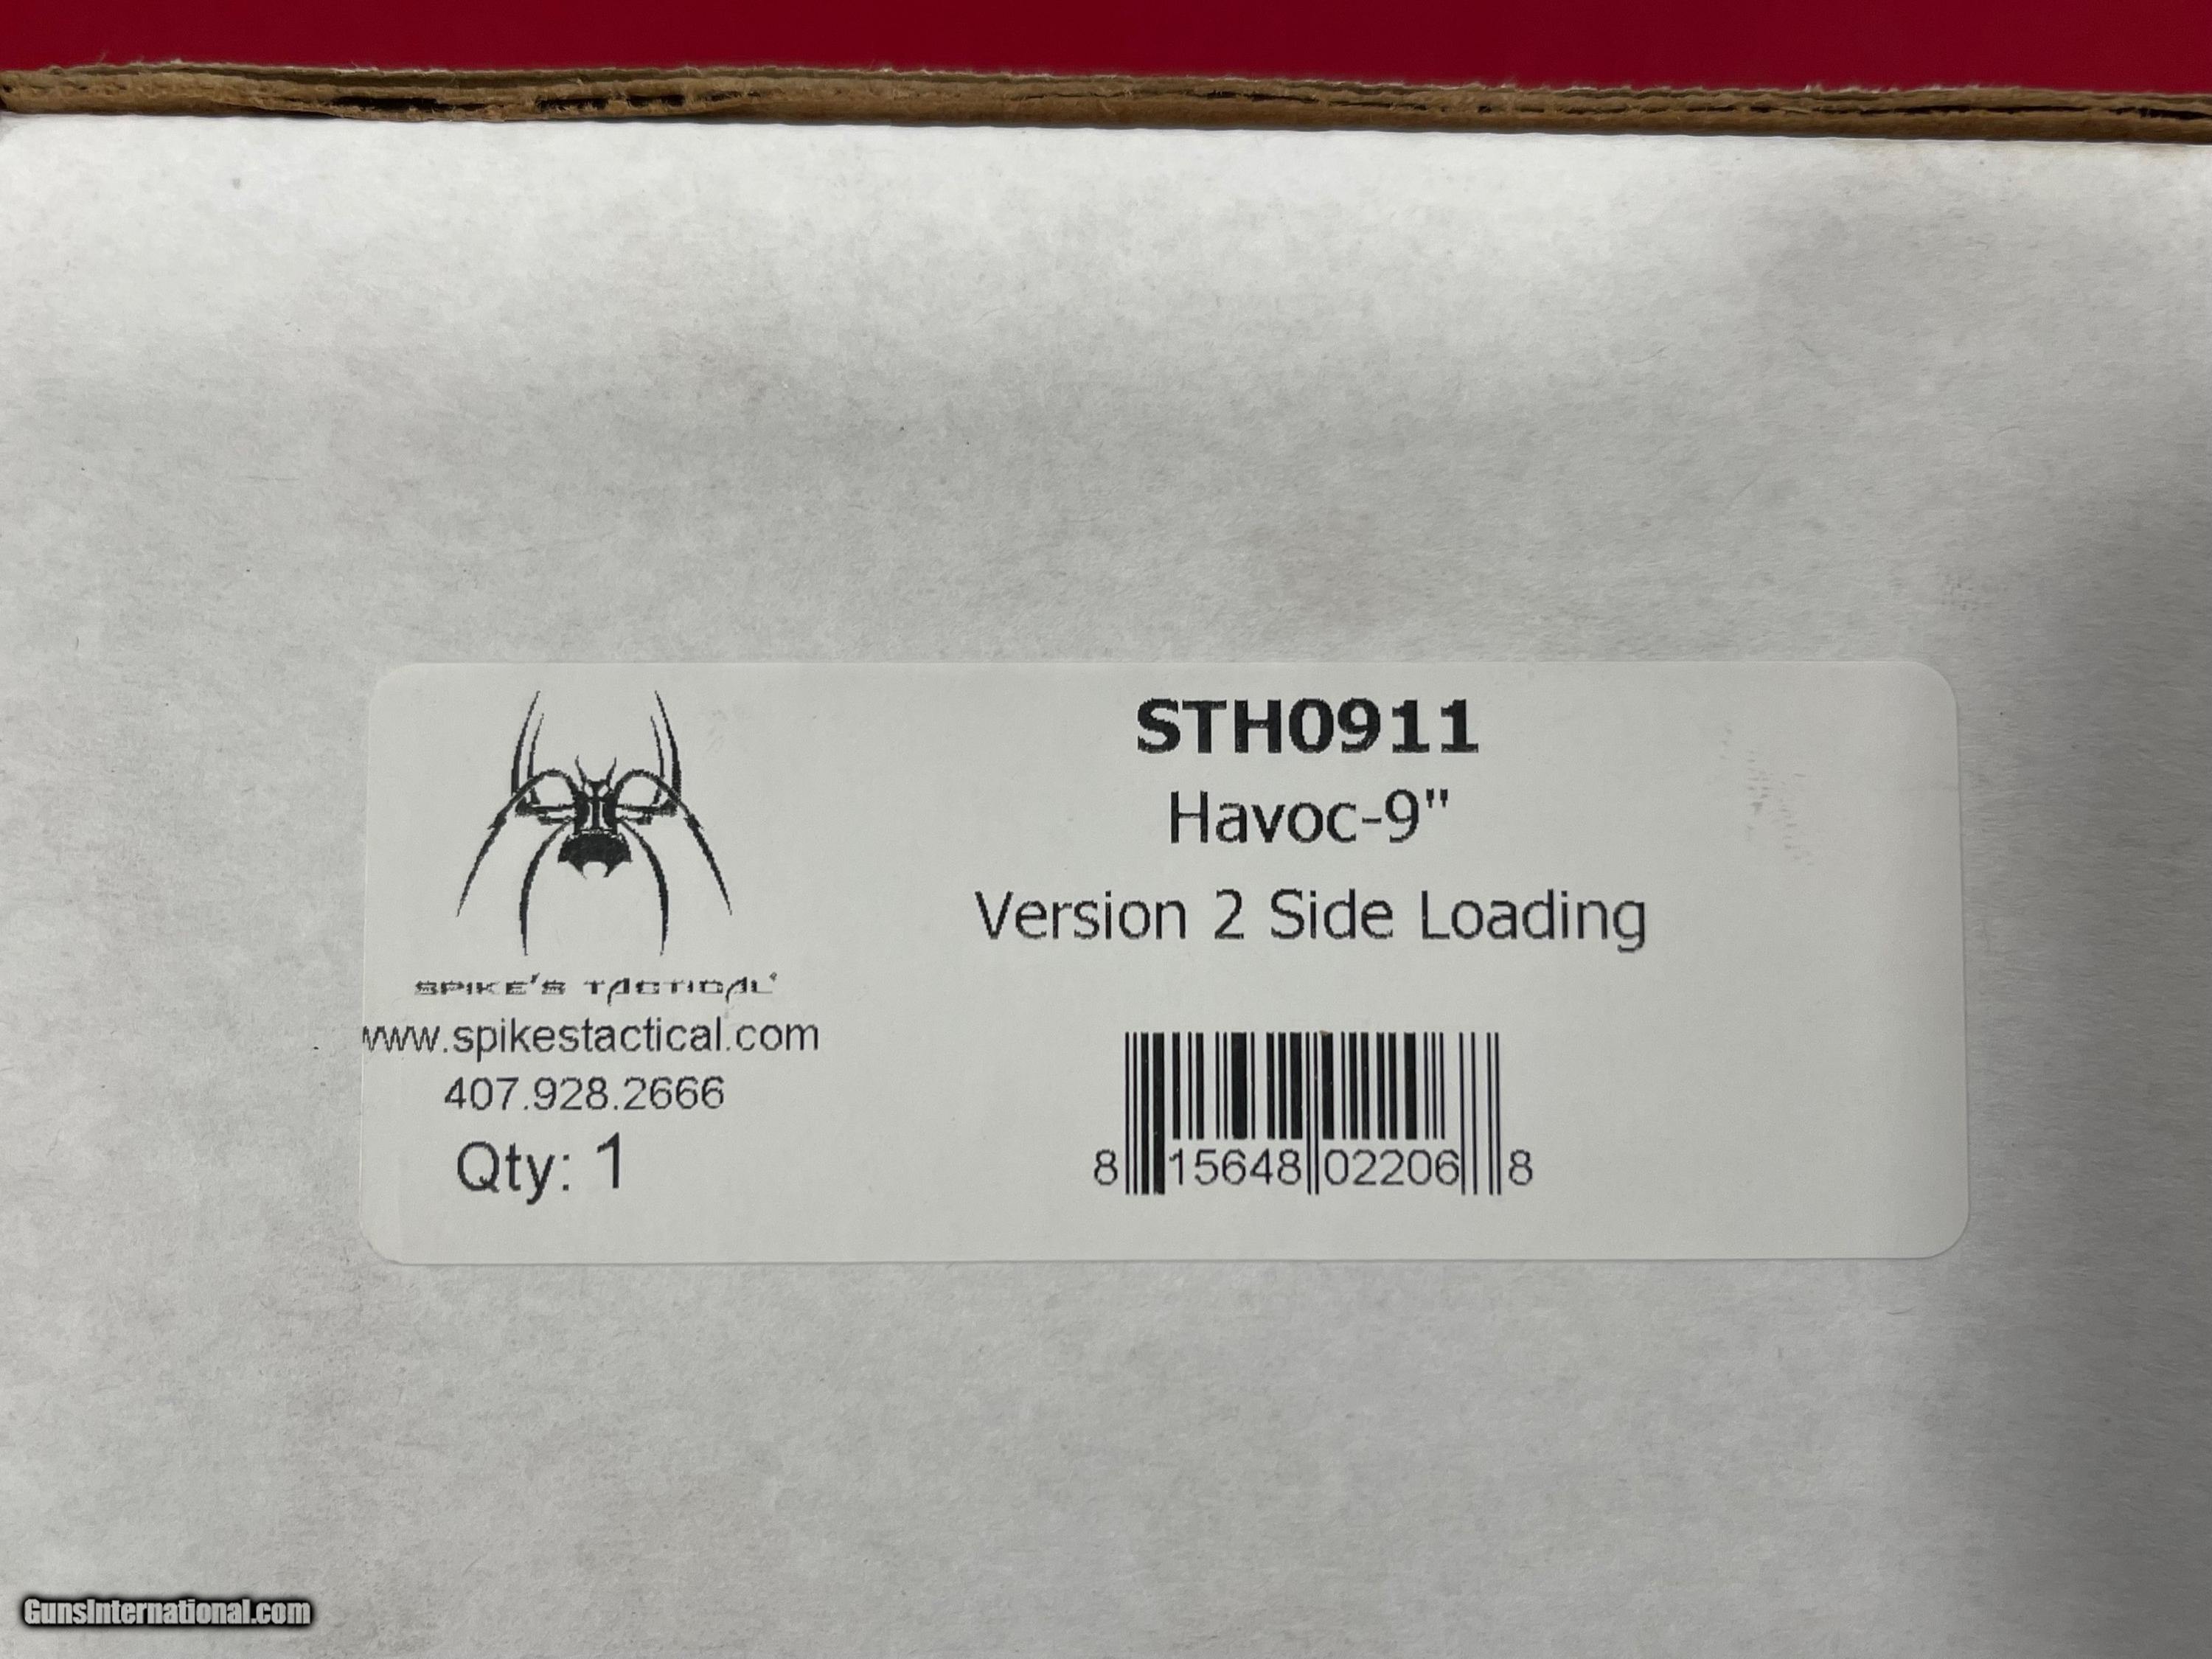 STH0911
Havoc-9"
Version 2 Side Loading
SPIKE'S TACTICAL
www.spikestactical.com
407.928.2666
Qty: 1
8 15648 02206 8
GunsInternational.com